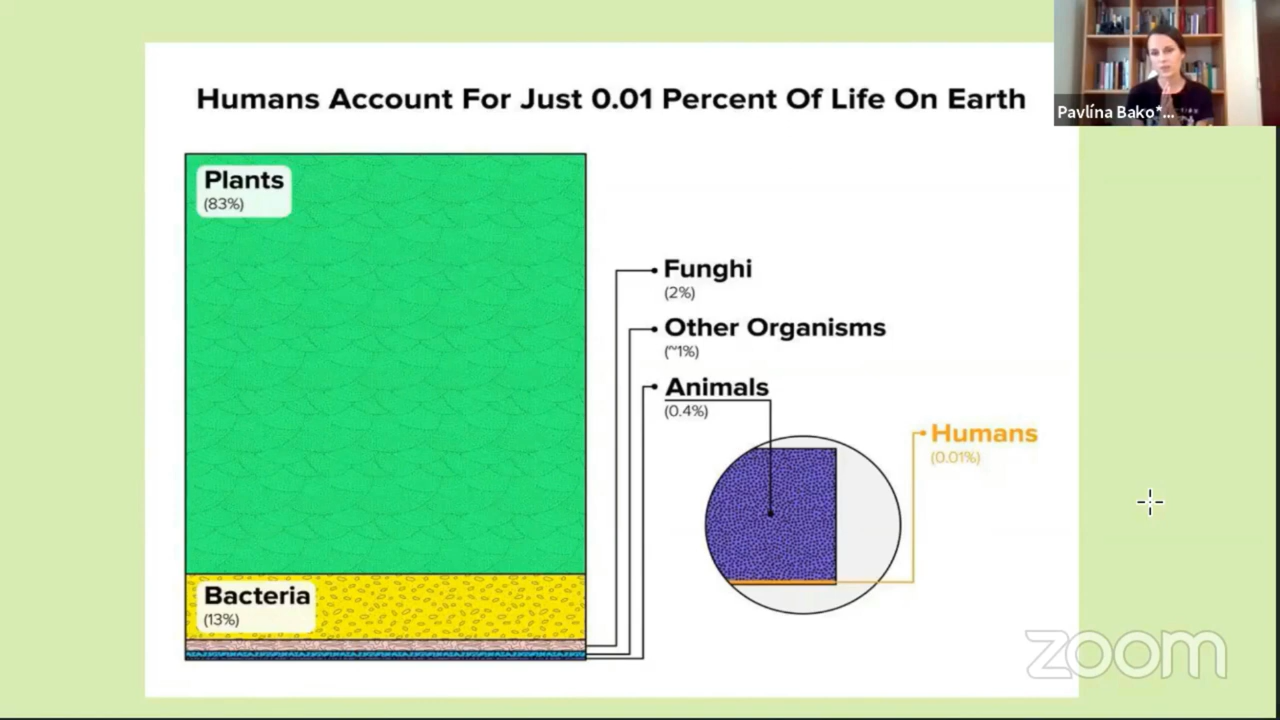 Humans Account For Just 0.01 Percent Of Life On Earth
Pavlína Bako*...
Plants
(83%)
Funghi
(2%)
Other Organisms
(~1%)
Animals
(0.4%)
Humans
(0.01%)
Bacteria
(13%)
zoom